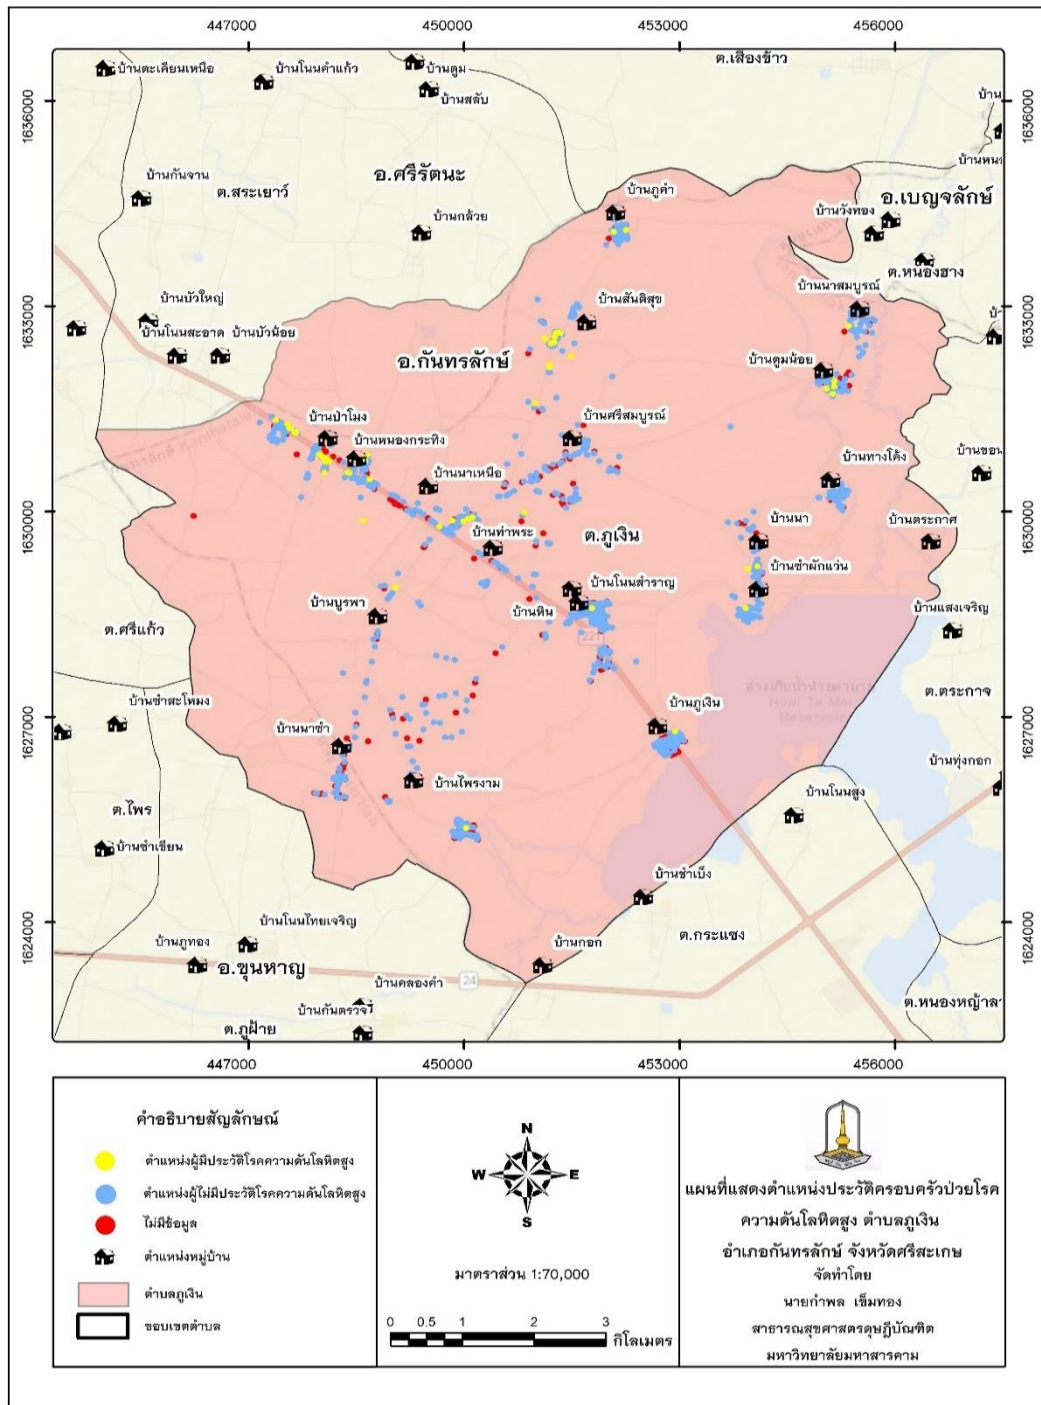 447000 450000 453000 456000
ต.เสืองข้าว
บ้านตะเคียนเหนือ
บ้านโนนคำแก้ว
บ้านตูม
บ้านสลับ
1636000
1636000
บ้านกันจาน
ต.สระเยาว์
อ.ศรีรัตนะ
บ้านภูคำ
อ.เบญจลักษ์
บ้านกล้วย
บ้านวังทอง
ต.หนองฮาง
บ้านนาสมบูรณ์
บ้านบัวใหญ่
บ้านสันติสุข
1633000
1633000
บ้านโนนสะอาด
บ้านบัวน้อย
อ.กันทรลักษ์
บ้านตูมน้อย
บ้านป่าโมง
บ้านศรีสมบูรณ์
บ้านหนองกระทิง
บ้านนาเหนือ
บ้านทางโค้ง
1630000
1630000
บ้านท่าพระ
ต.ภูเงิน
บ้านนา
บ้านตระกาศ
บ้านซำผักแว่น
บ้านบูรพา
บ้านหิน
บ้านโนนสำราญ
บ้านแสงเจริญ
ต.ศรีแก้ว
221
ต.ตระกาจ
Huai Ta Mai
Reservoir
บ้านซำสะโหมง
บ้านภูเงิน
1627000
1627000
บ้านนาซำ
บ้านไพรงาม
บ้านทุ่งกอก
บ้านโนนสูง
ต.ไพร
บ้านซำเขียน
บ้านซำเบ็ง
1624000
1624000
บ้านโนนไทยเจริญ
บ้านภูทอง
อ.ขุนหาญ
บ้านกอก
ต.กระแชง
บ้านคลองคำ
24
บ้านกันตรวจ
ต.ภูฝ้าย
447000 450000 453000 456000
คำอธิบายสัญลักษณ์
ตำแหน่งผู้มีประวัติโรคความดันโลหิตสูง
ตำแหน่งผู้ไม่มีประวัติโรคความดันโลหิตสูง
ไม่มีข้อมูล
ตำแหน่งหมู่บ้าน
ตำบลภูเงิน
ขอบเขตตำบล
N
W E
S
มาตราส่วน 1:70,000
0 0.5 1 2 3
กิโลเมตร
แผนที่แสดงตำแหน่งประวัติครอบครัวป่วยโรค
ความดันโลหิตสูง ตำบลภูเงิน
อำเภอกันทรลักษ์ จังหวัดศรีสะเกษ
จัดทำโดย
นายกำพล เข็มทอง
สาธารณสุขศาสตรดุษฎีบัณฑิต
มหาวิทยาลัยมหาสารคาม